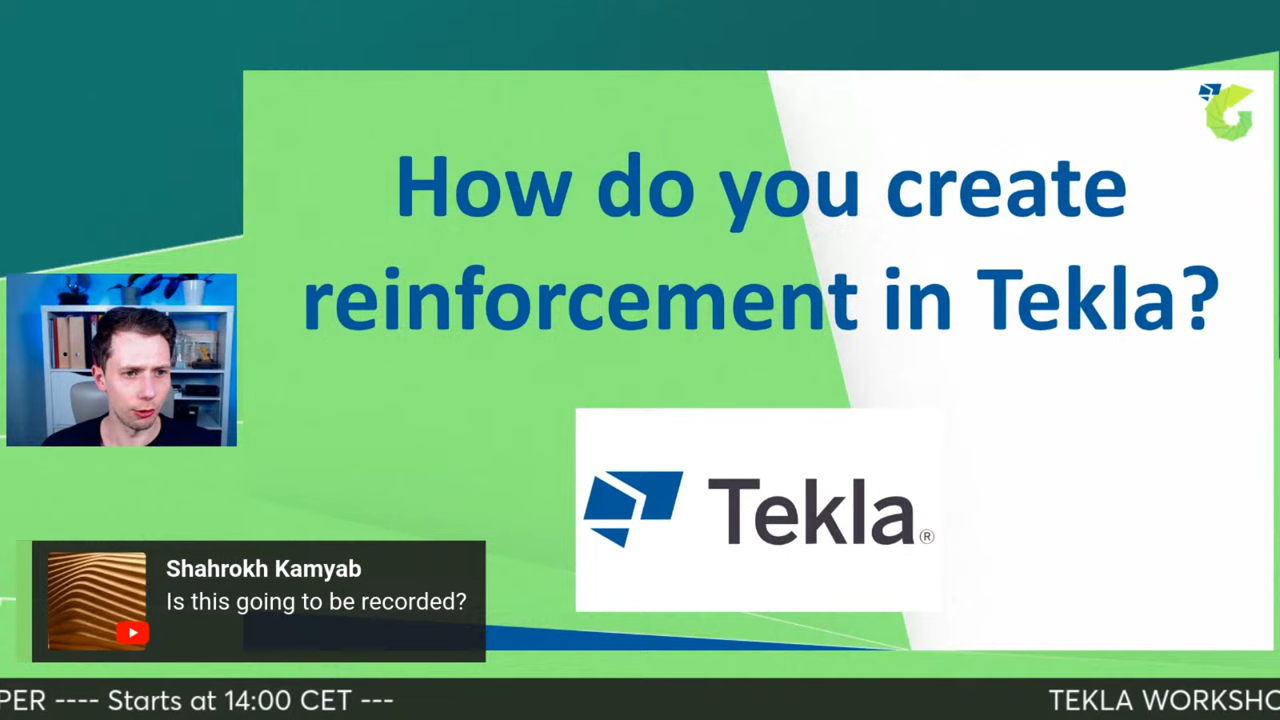 How do you create
reinforcement in Tekla?
Tekla®
Shahrokh Kamyab
Is this going to be recorded?
PER ---- Starts at 14:00 CET ---
TEKLA WORKSHO